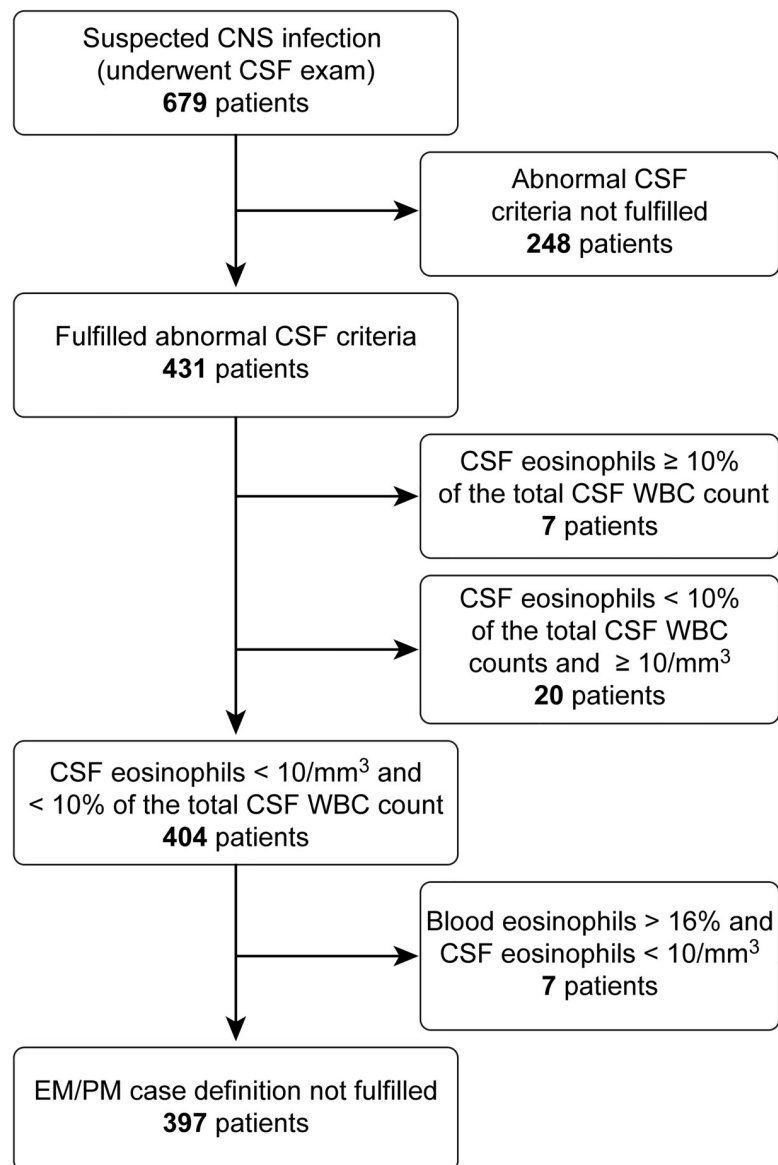 Suspected CNS infection
(underwent CSF exam)
679 patients
Abnormal CSF
criteria not fulfilled
248 patients
Fulfilled abnormal CSF criteria
431 patients
CSF eosinophils ≥ 10%
of the total CSF WBC count
7 patients
CSF eosinophils < 10%
of the total CSF WBC
counts and ≥ 10/mm³
20 patients
CSF eosinophils < 10/mm³ and
< 10% of the total CSF WBC count
404 patients
Blood eosinophils > 16% and
CSF eosinophils < 10/mm³
7 patients
EM/PM case definition not fulfilled
397 patients